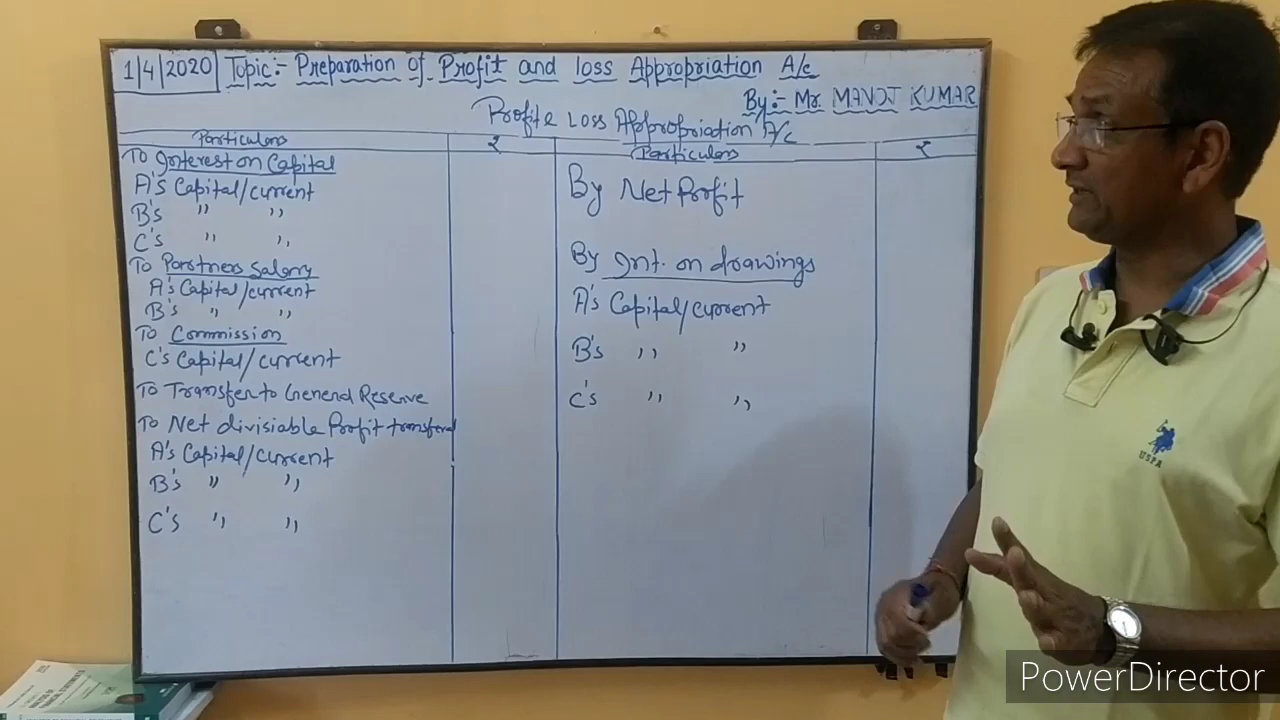 1/4/2020 Topic:- Preparation of Profit and loss Appropriation A/c
By:- Mr. MANOJ KUMAR
Profit & Loss Appropriation A/c
Particulars ₹ Particulars ₹
To Interest on Capital
A's Capital/current
B's " "
C's " "
To Partners Salary
A's Capital/current
B's " "
To Commission
C's Capital/current
To Transfer to General Reserve
To Net divisiable Profit transferred
A's Capital/current
B's " "
C's " "
By Net Profit
By Int. on drawings
A's Capital/current
B's " "
C's " "
USPA
PowerDirector